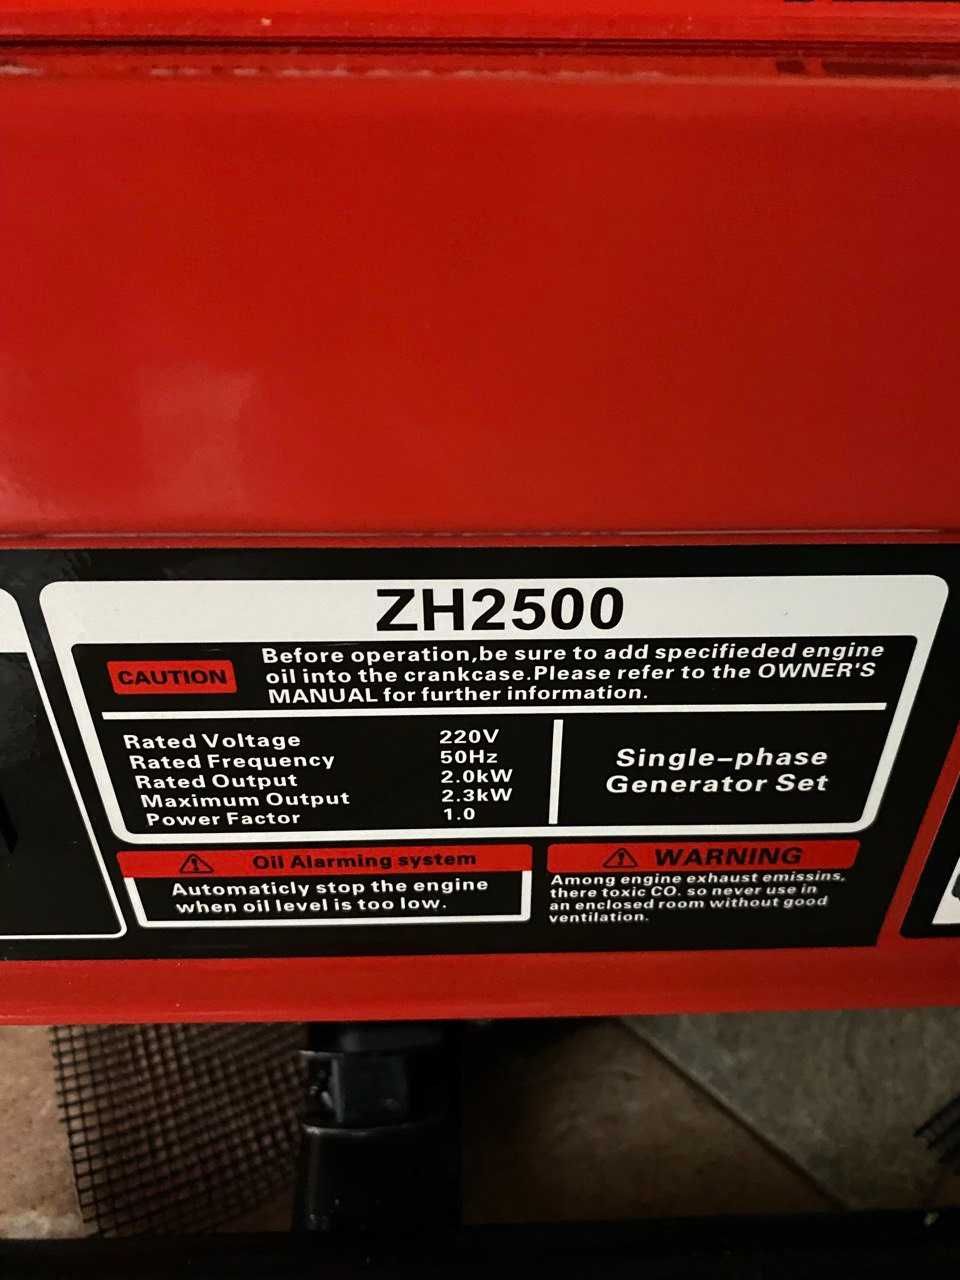 ZH2500
CAUTION
Before operation,be sure to add specifieded engine
oil into the crankcase.Please refer to the OWNER'S
MANUAL for further information.
Rated Voltage 220V
Rated Frequency 50Hz
Rated Output 2.0kW
Maximum Output 2.3kW
Power Factor 1.0
Single-phase
Generator Set
Oil Alarming system
Automaticly stop the engine
when oil level is too low.
WARNING
Among engine exhaust emissins,
there toxic CO. so never use in
an enclosed room without good
ventilation.